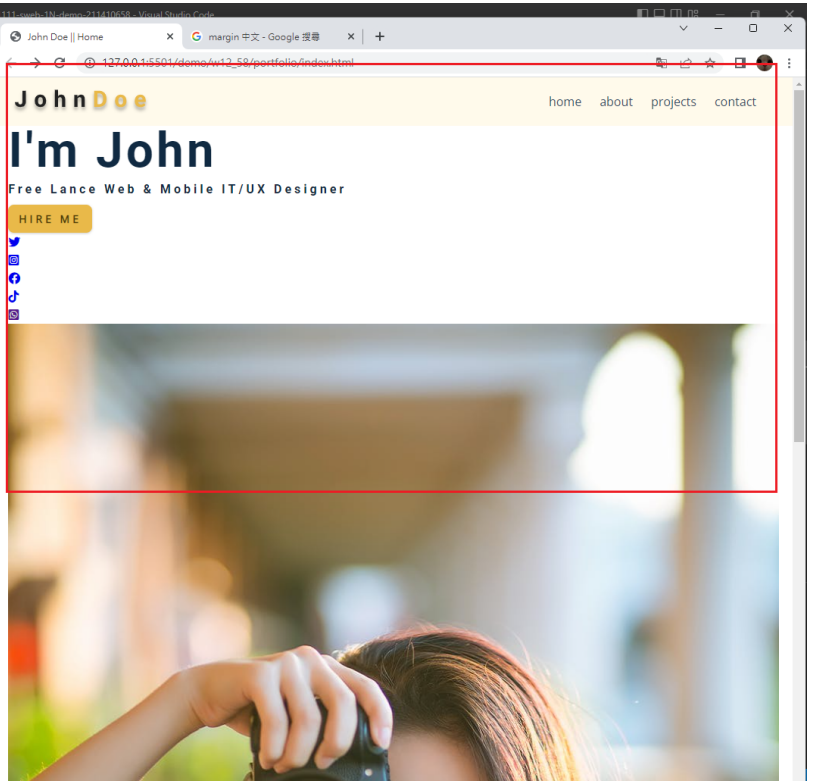 111-sweb-1N-demo-211410658 - Visual Studio Code
John Doe || Home
margin 中文 - Google 搜尋
127.0.0.1:5501/demo/w12_58/portfolio/index.html
JohnDoe
home about projects contact
I'm John
Free Lance Web & Mobile IT/UX Designer
HIRE ME